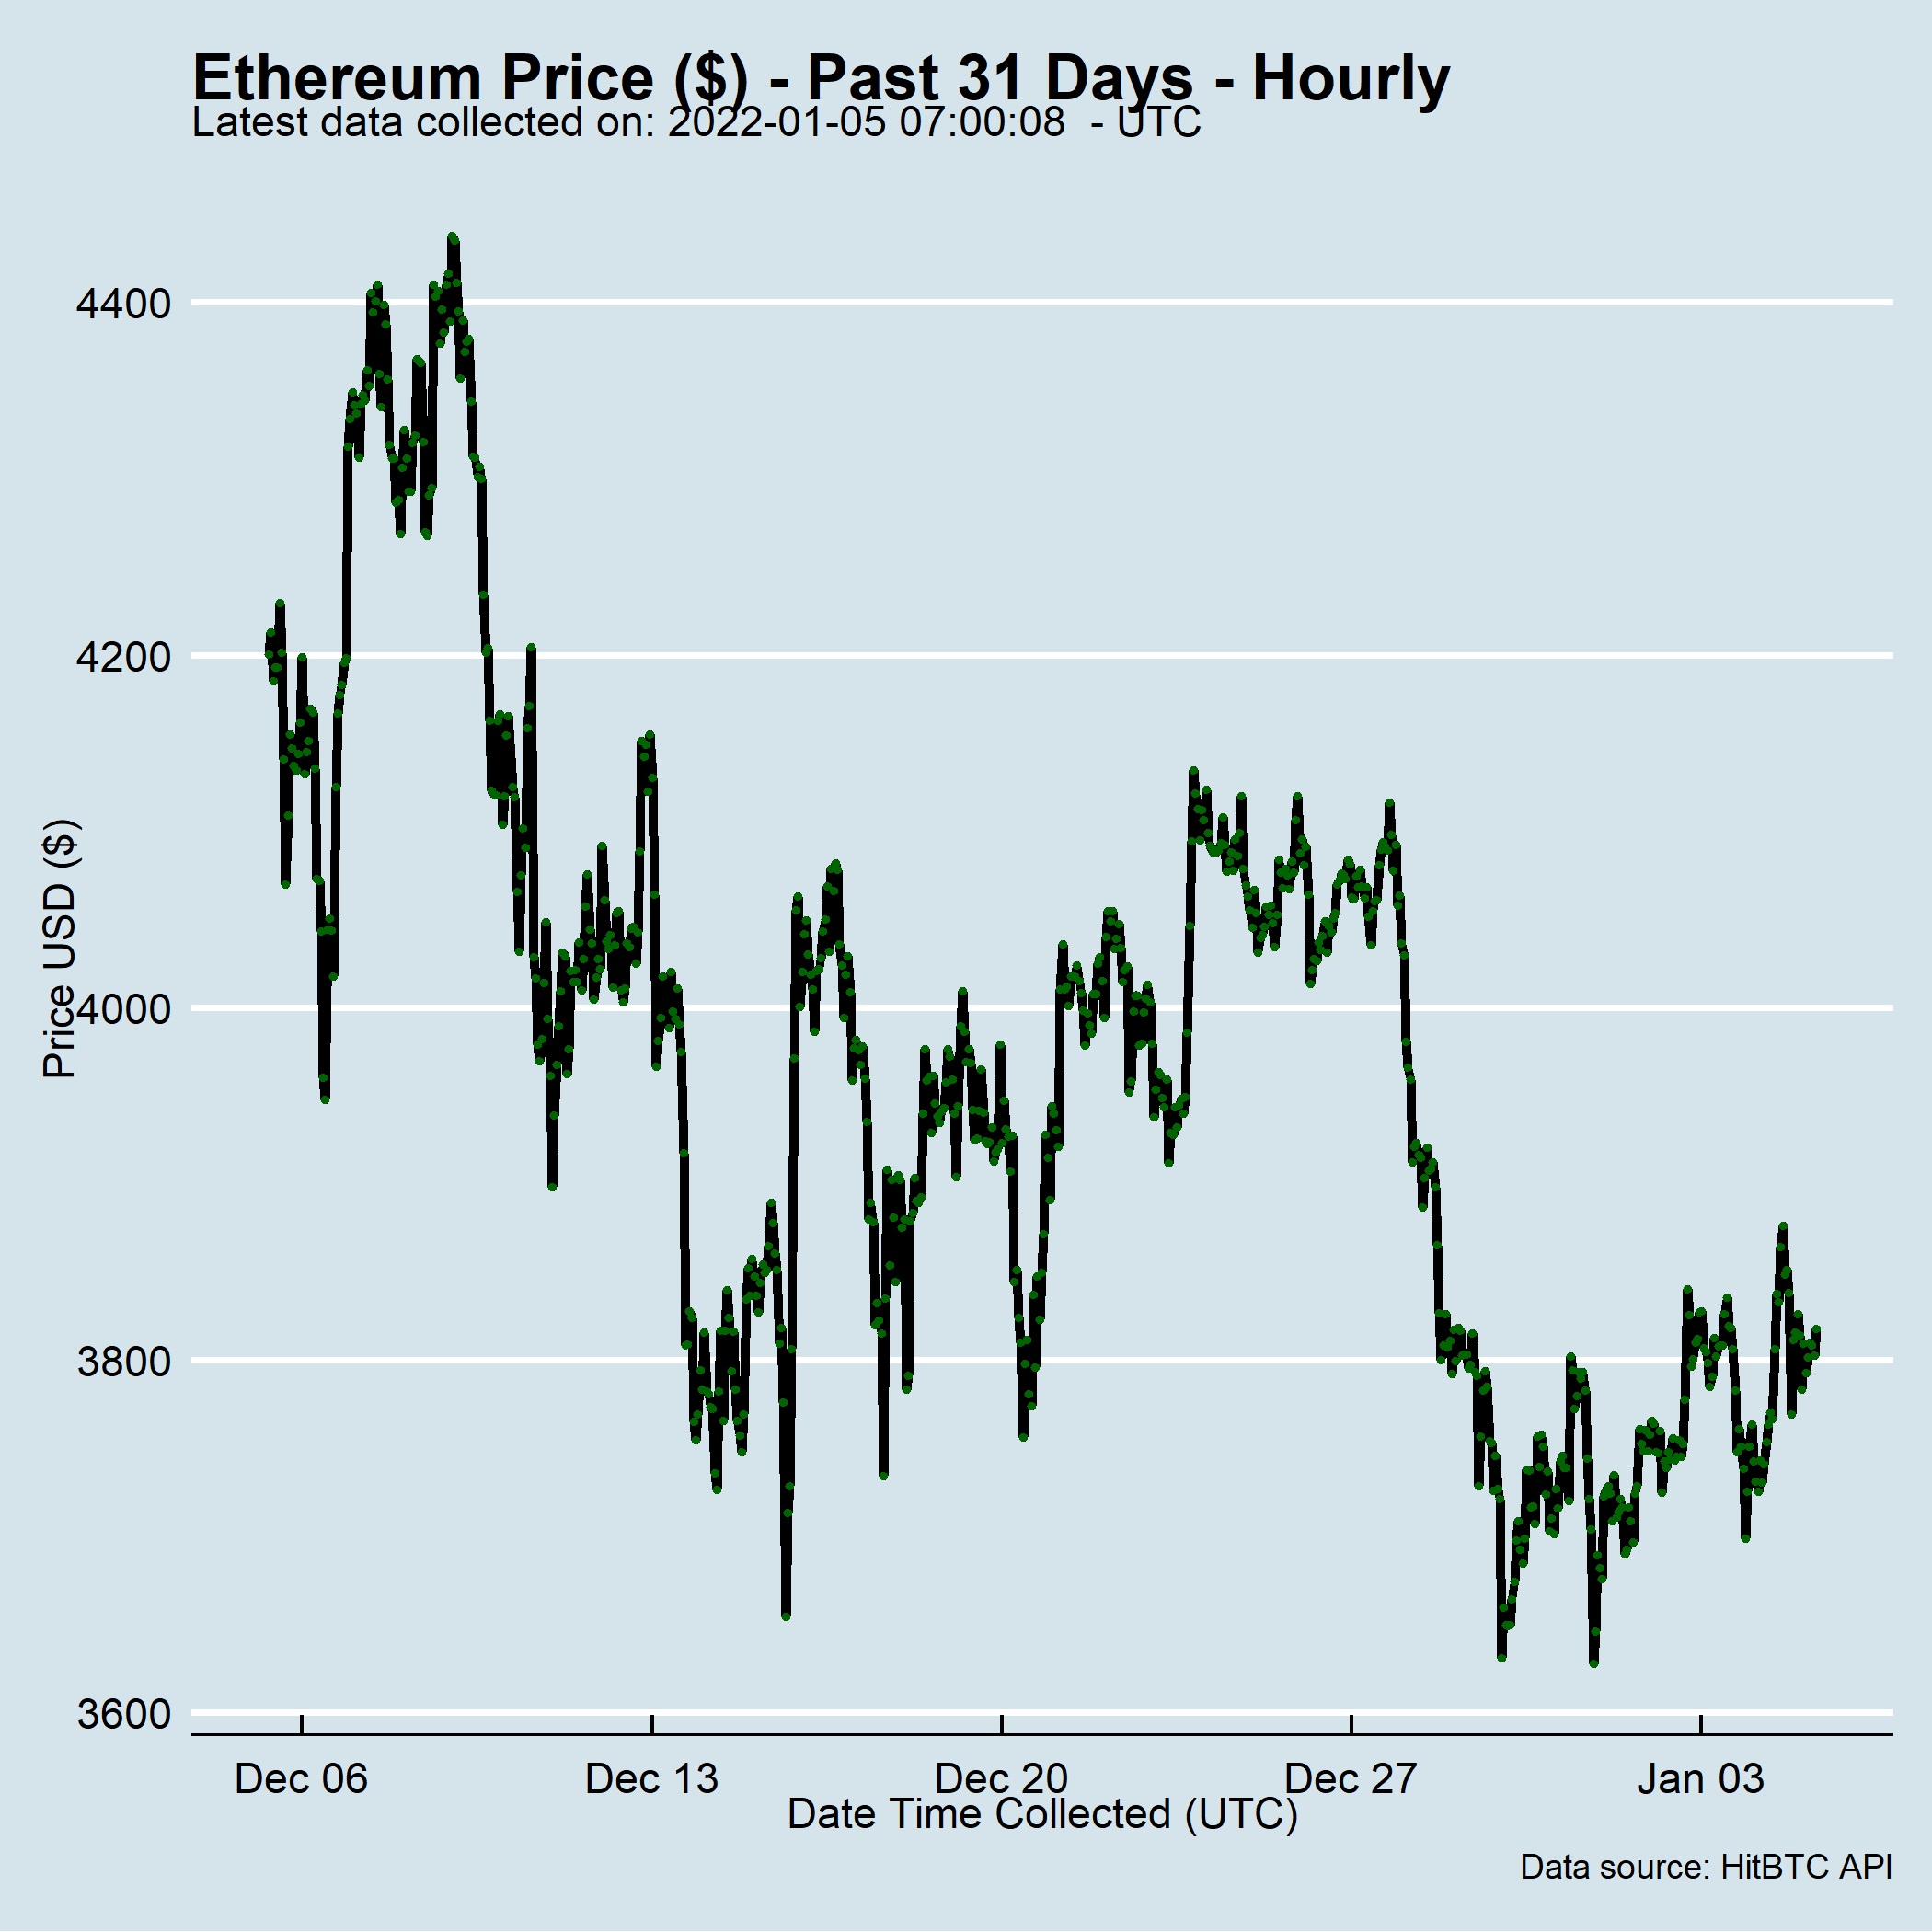 Ethereum Price ($) - Past 31 Days - Hourly
Latest data collected on: 2022-01-05 07:00:08  - UTC
Price USD ($)
4400
4200
4000
3800
3600
Dec 06 Dec 13 Dec 20 Dec 27 Jan 03
Date Time Collected (UTC)
Data source: HitBTC API